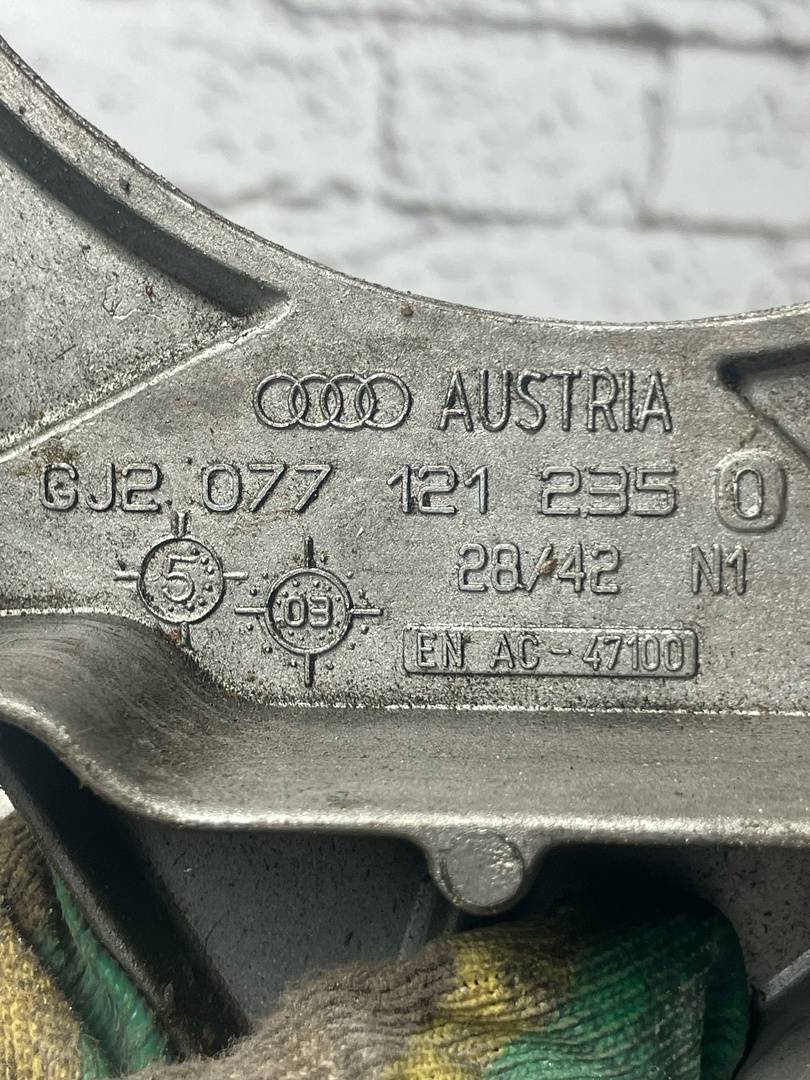 AUSTRIA
GJ2 077 121 235 0
5 28/42 N1
03
EN AC-47100